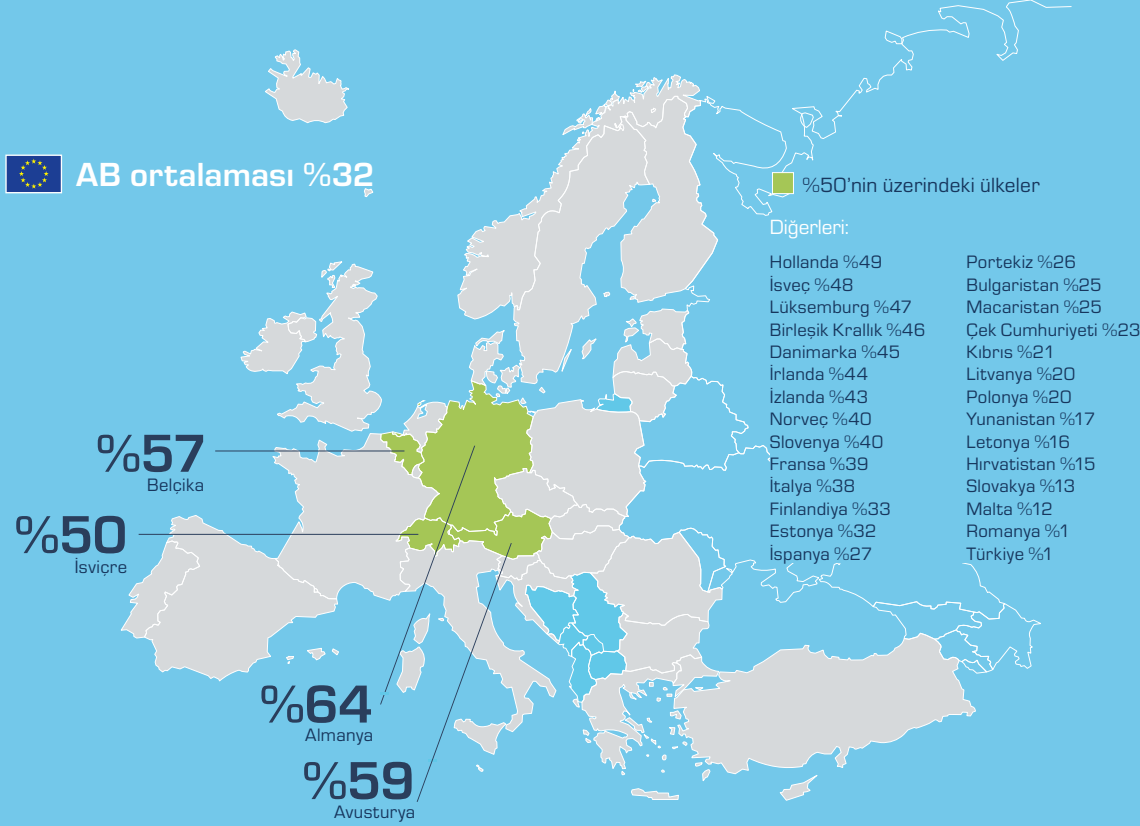 AB ortalaması %32
%50'nin üzerindeki ülkeler
Diğerleri:
Hollanda %49
İsveç %48
Lüksemburg %47
Birleşik Krallık %46
Danimarka %45
İrlanda %44
İzlanda %43
Norveç %40
Slovenya %40
Fransa %39
İtalya %38
Finlandiya %33
Estonya %32
İspanya %27
Portekiz %26
Bulgaristan %25
Macaristan %25
Çek Cumhuriyeti %23
Kıbrıs %21
Litvanya %20
Polonya %20
Yunanistan %17
Letonya %16
Hırvatistan %15
Slovakya %13
Malta %12
Romanya %1
Türkiye %1
%57
Belçika
%50
İsviçre
%64
Almanya
%59
Avusturya